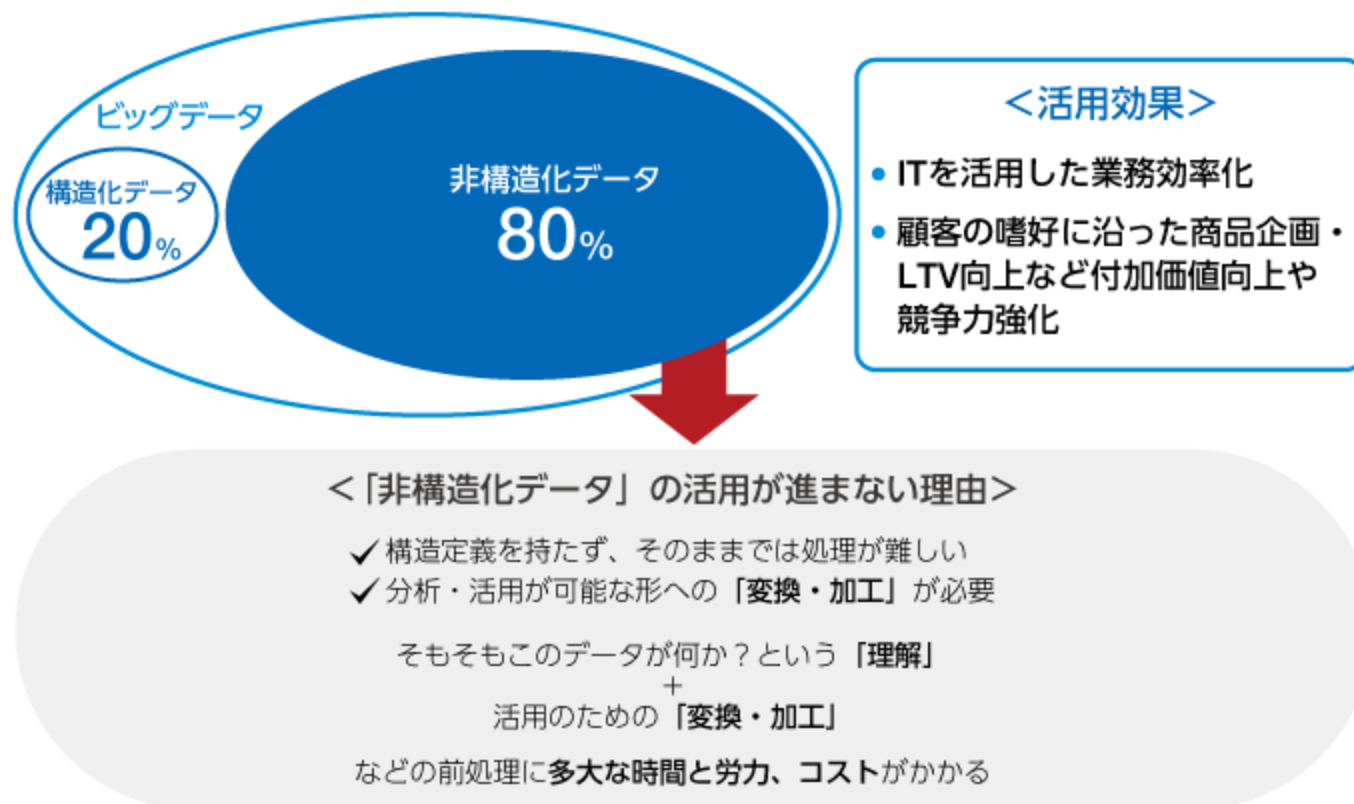 ビッグデータ
構造化データ
20%
非構造化データ
80%
＜活用効果＞
• ITを活用した業務効率化
• 顧客の嗜好に沿った商品企画・
LTV向上など付加価値向上や
競争力強化
＜「非構造化データ」の活用が進まない理由＞
✓構造定義を持たず、そのままでは処理が難しい
✓分析・活用が可能な形への「変換・加工」が必要
そもそもこのデータが何か？という「理解」
＋
活用のための「変換・加工」
などの前処理に多大な時間と労力、コストがかかる